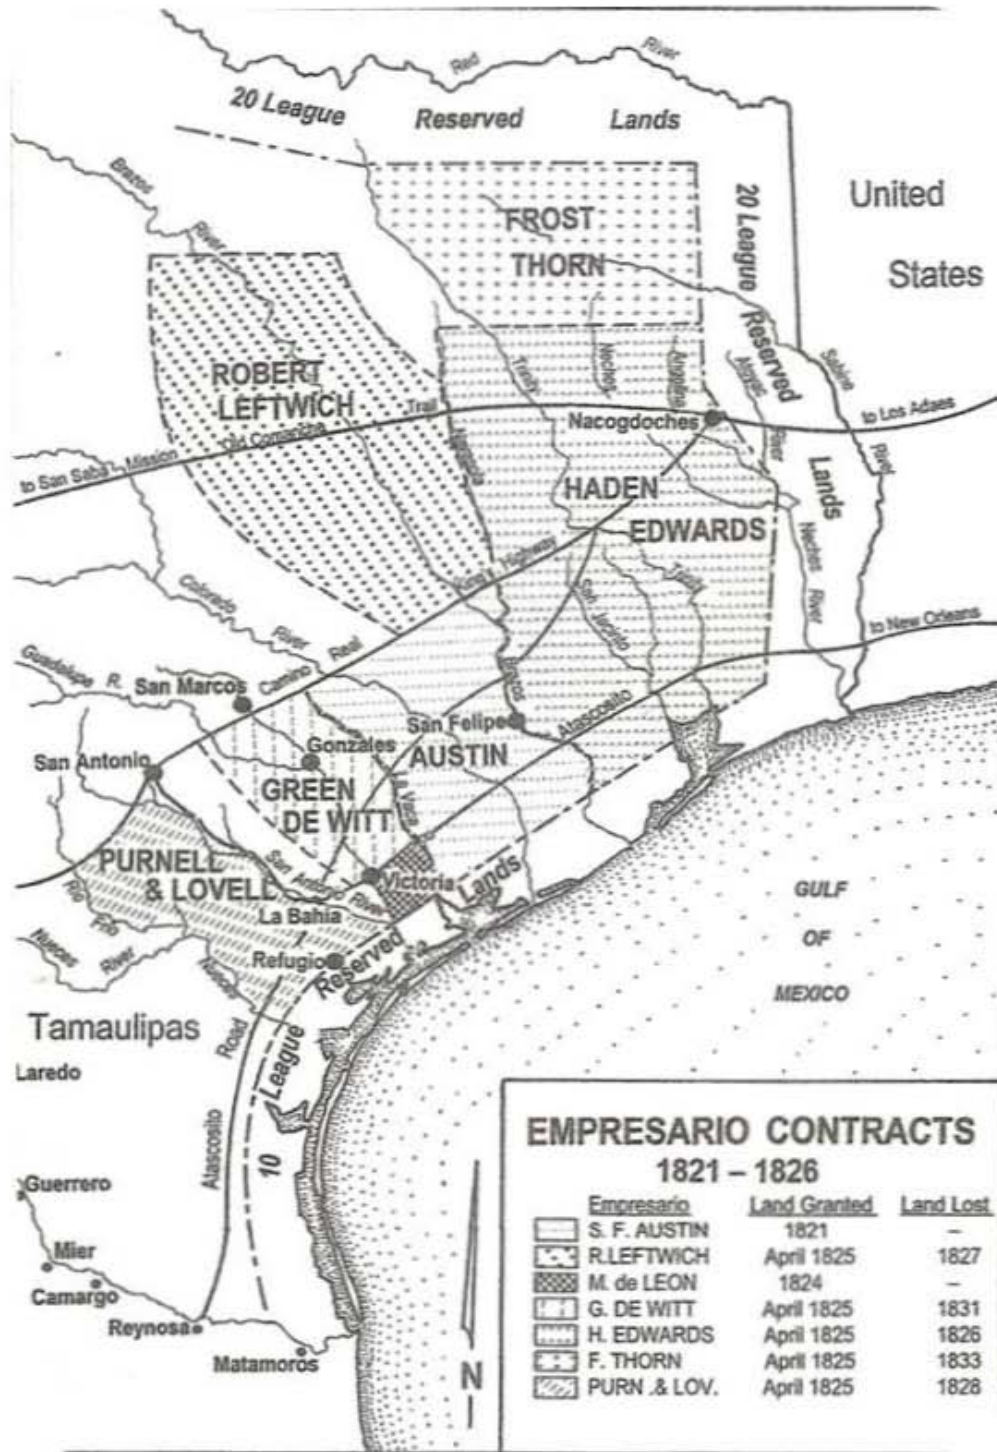 Red River
20 League Reserved Lands
Brazos River
20 League Reserved Lands
United States
FROST THORN
ROBERT LEFTWICH
Trinity
Neches
Angelina
Sabine River
to Los Adaes
Nacogdoches
to San Saba Mission
Old Comanche Trail
Navasota
HADEN EDWARDS
Neches River
Trinity
San Jacinto
Camino Real
King's Highway
Colorado River
Guadalupe R.
San Marcos
to New Orleans
Atascosito
Brazos
San Felipe
AUSTIN
Gonzales
San Antonio
GREEN DE WITT
La Vaca
PURNELL & LOVELL
San Antonio River
Victoria
La Bahia
Refugio
Rio Frio
Nueces River
Nueces
10 League Reserved Lands
GULF
OF
MEXICO
Tamaulipas
Laredo
Atascosito Road
Guerrero
Mier
Camargo
Reynosa
Matamoros
N
EMPRESARIO CONTRACTS
1821 – 1826
Empresario Land Granted Land Lost
S. F. AUSTIN 1821 –
R.LEFTWICH April 1825 1827
M. de LEON 1824 –
G. DE WITT April 1825 1831
H. EDWARDS April 1825 1826
F. THORN April 1825 1833
PURN .& LOV. April 1825 1828